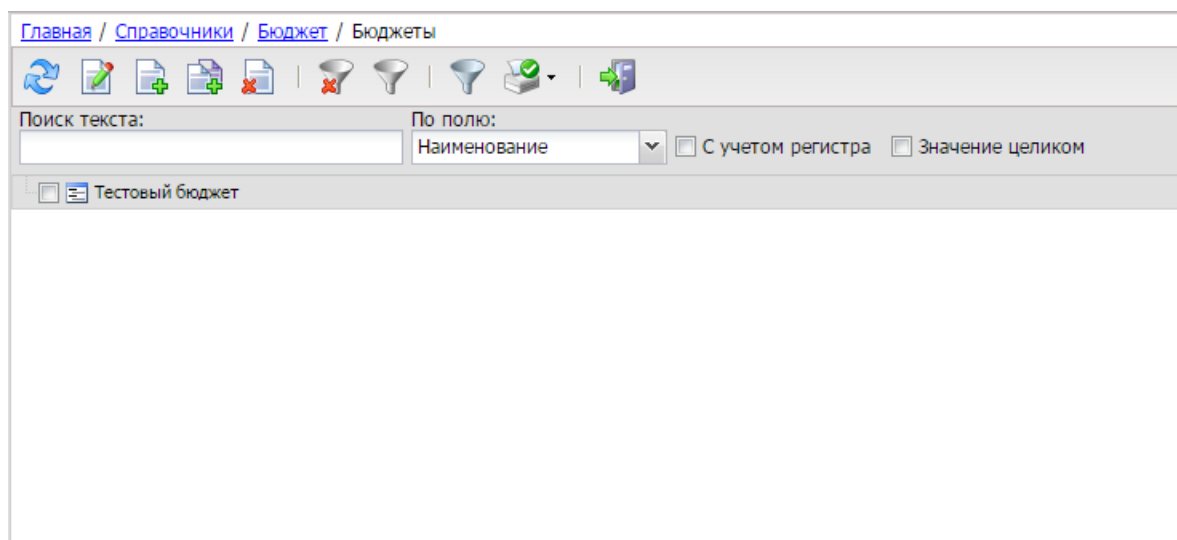 Главная / Справочники / Бюджет / Бюджеты
Поиск текста: По полю:
Наименование С учетом регистра Значение целиком
Тестовый бюджет